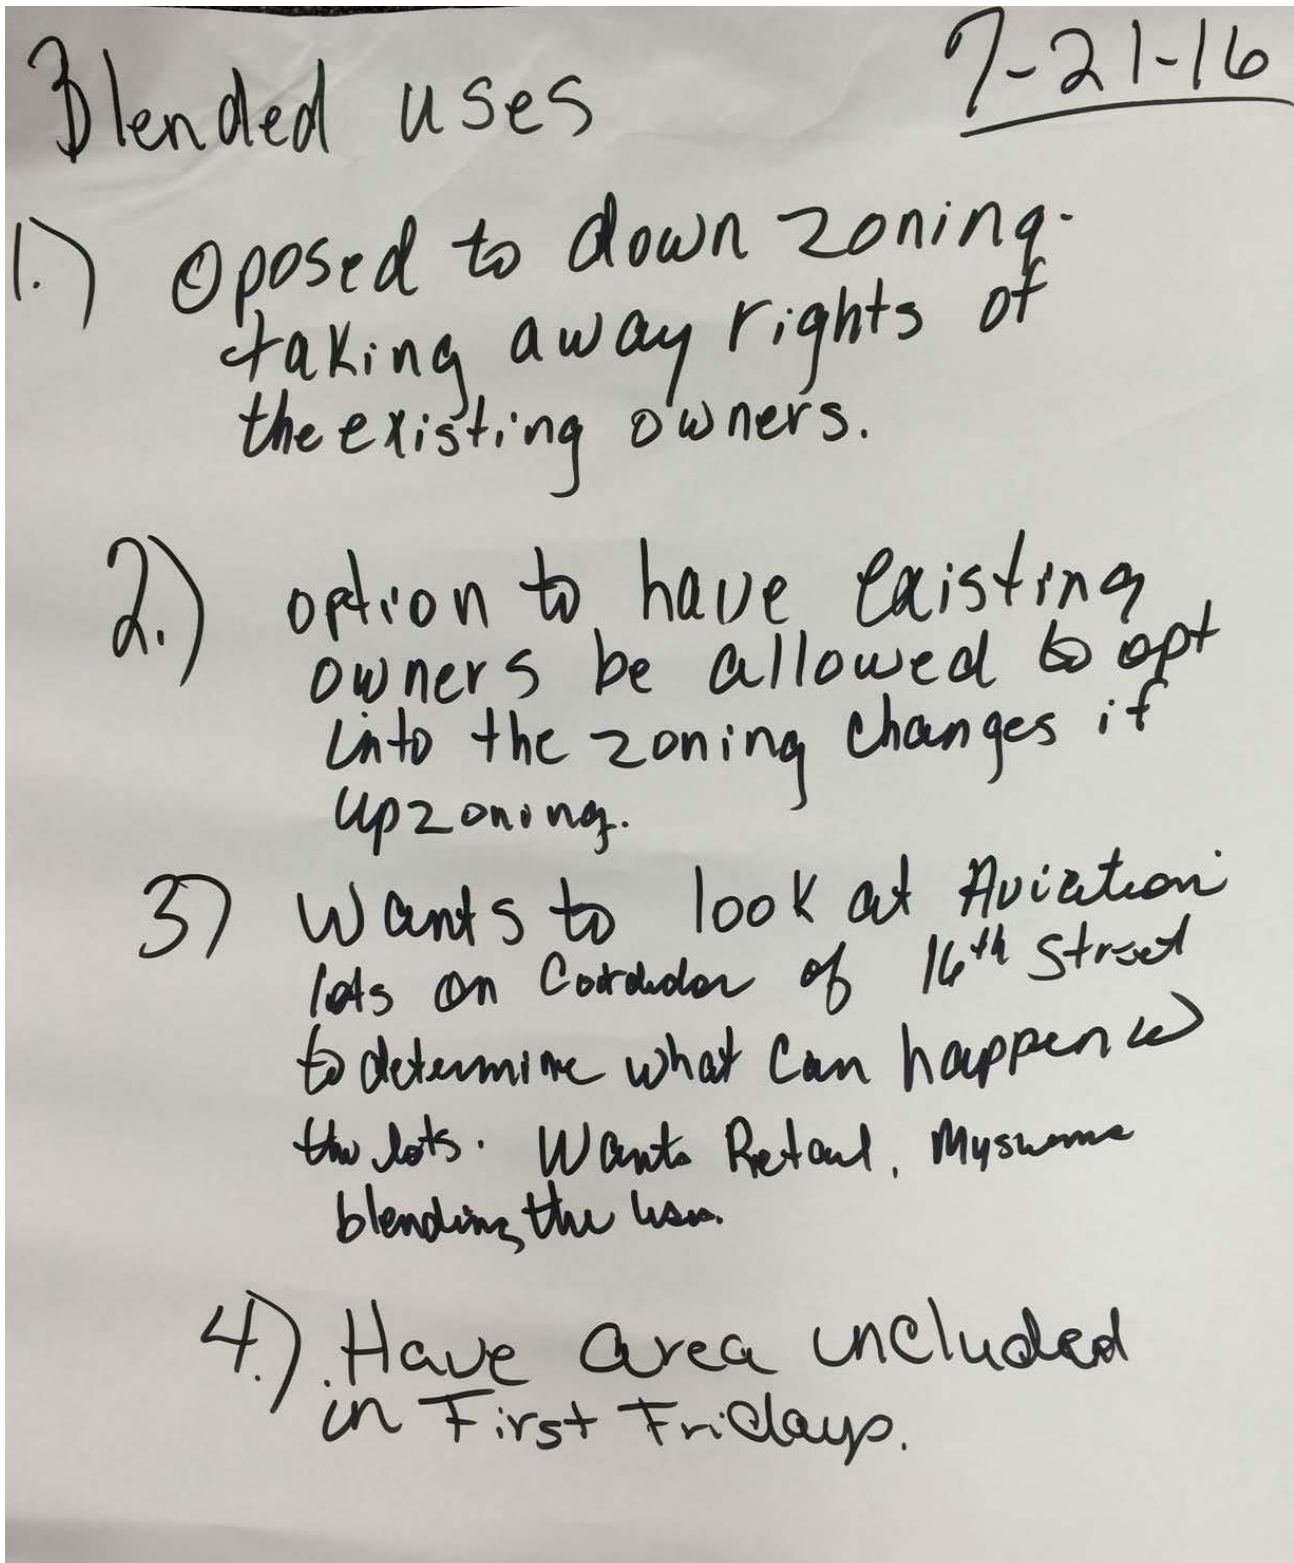 Blended uses
7-21-16
1.) Oposed to down zoning-
taking away rights of
the existing owners.
2.) option to have existing
owners be allowed to opt
into the zoning changes if
upzoning.
3) Wants to look at Aviation
lots on Corridor of 16th Street
to determine what can happen w
the lots. Wants Retail,
blending the uses.
4.) Have area included
in First Fridays.